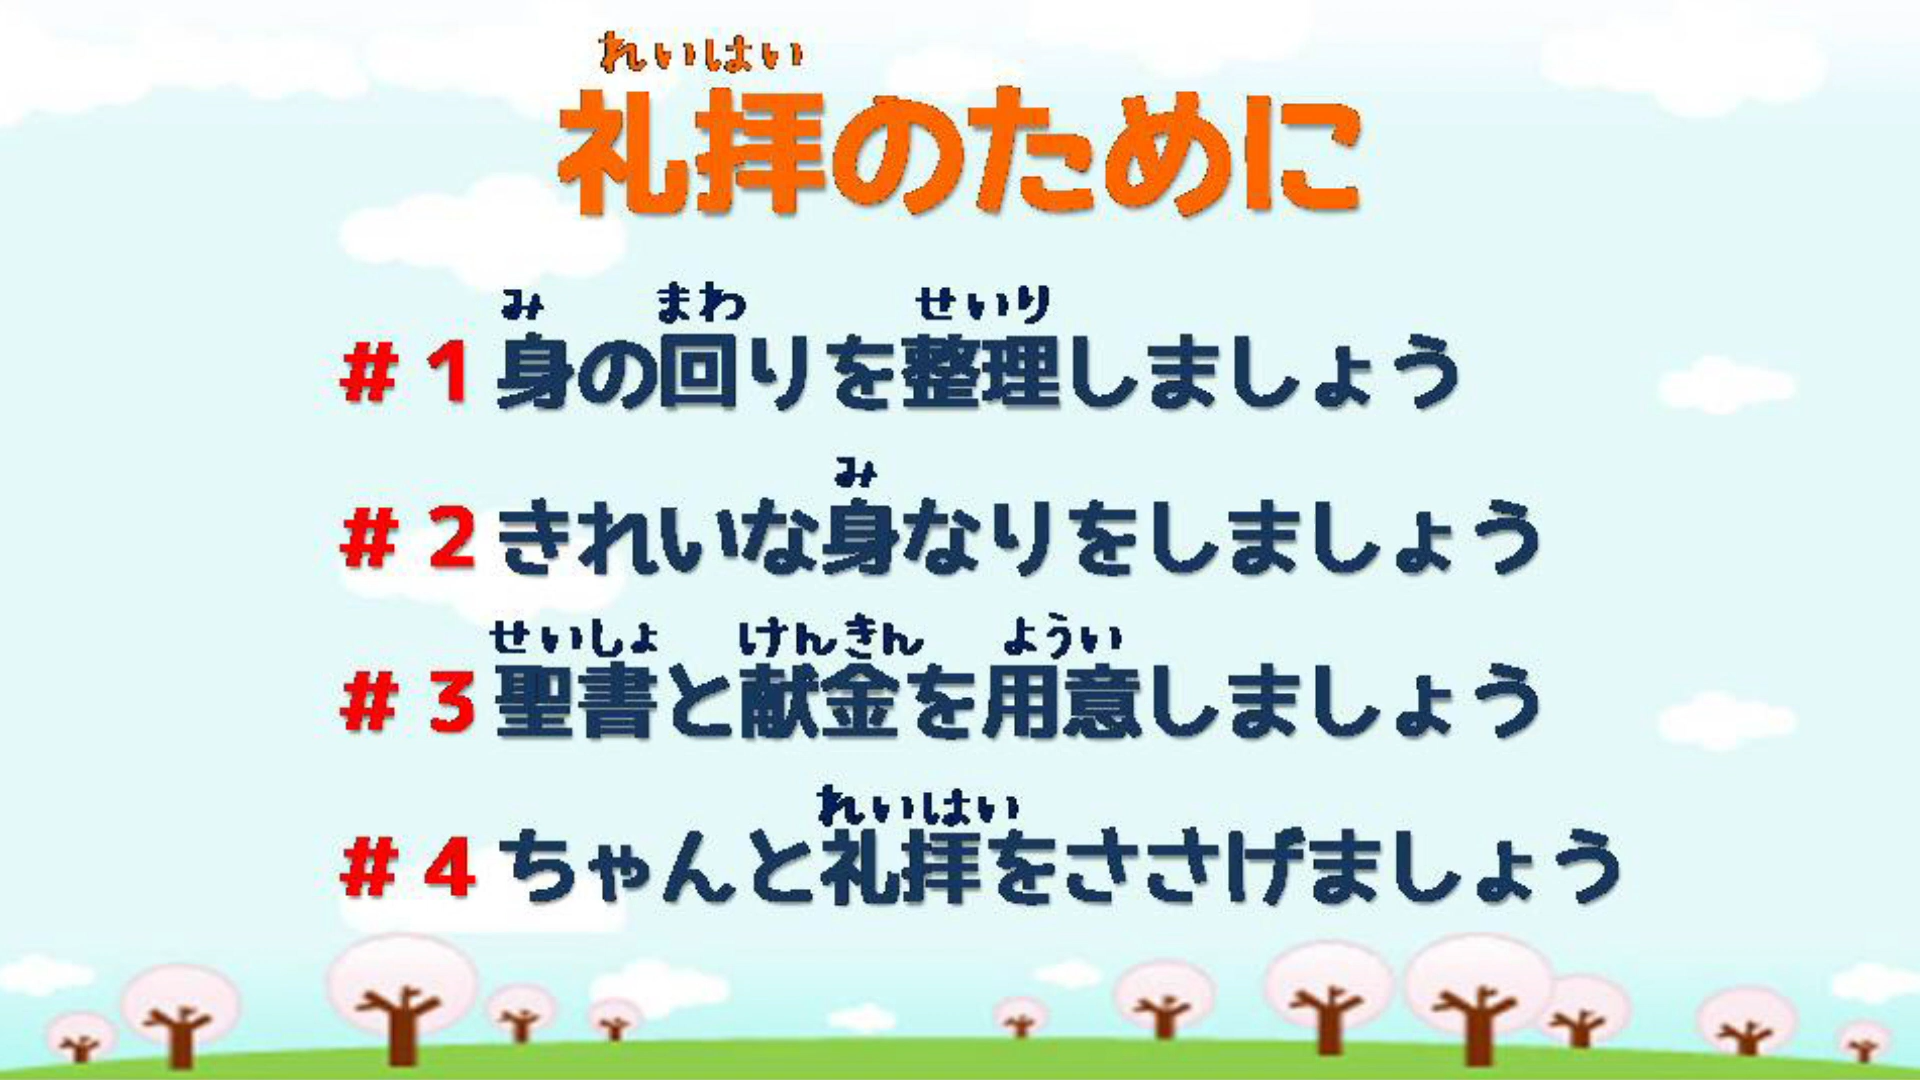 れいはい
礼拝のために
み まわ せいり
#1 身の回りを整理しましょう
み
#2 きれいな身なりをしましょう
せいしょ けんきん ようい
#3 聖書と献金を用意しましょう
れいはい
#4 ちゃんと礼拝をささげましょう